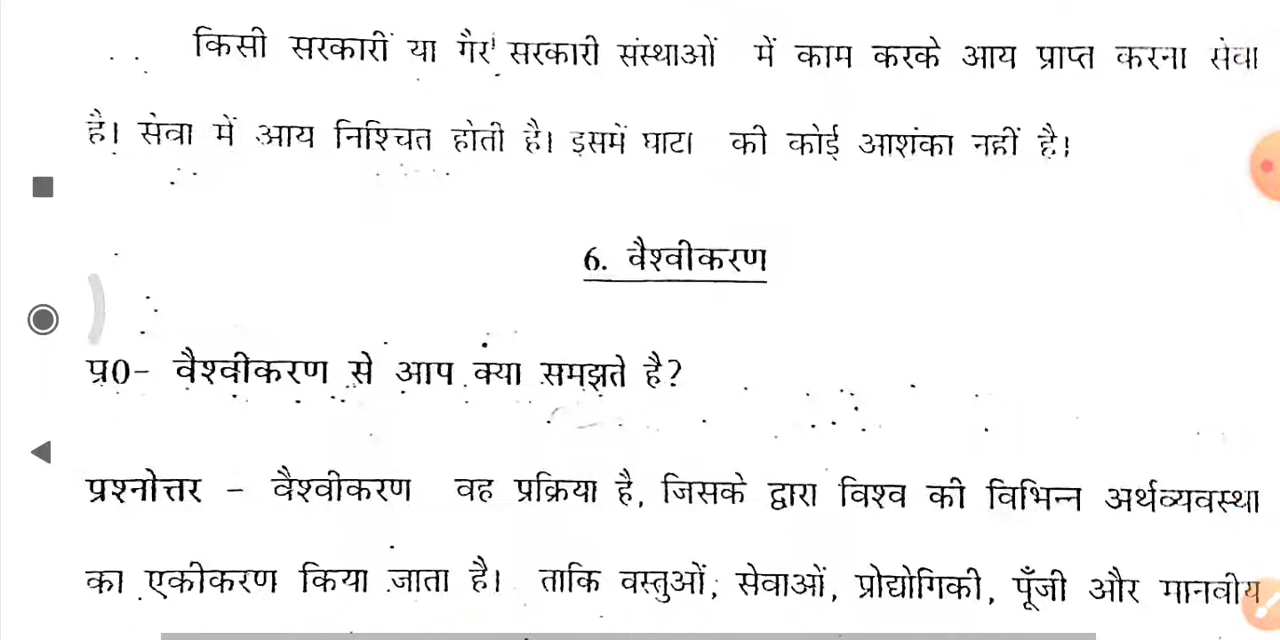 किसी सरकारी या गैर सरकारी संस्थाओं में काम करके आय प्राप्त करना सेवा
है। सेवा में आय निश्चित होती है। इसमें घाटा की कोई आशंका नहीं है।
6. वैश्वीकरण
प्र0- वैश्वीकरण से आप क्या समझते है?
प्रश्नोत्तर - वैश्वीकरण वह प्रक्रिया है, जिसके द्वारा विश्व की विभिन्न अर्थव्यवस्था
का एकीकरण किया जाता है। ताकि वस्तुओं, सेवाओं, प्रोद्योगिकी, पूँजी और मानवीय